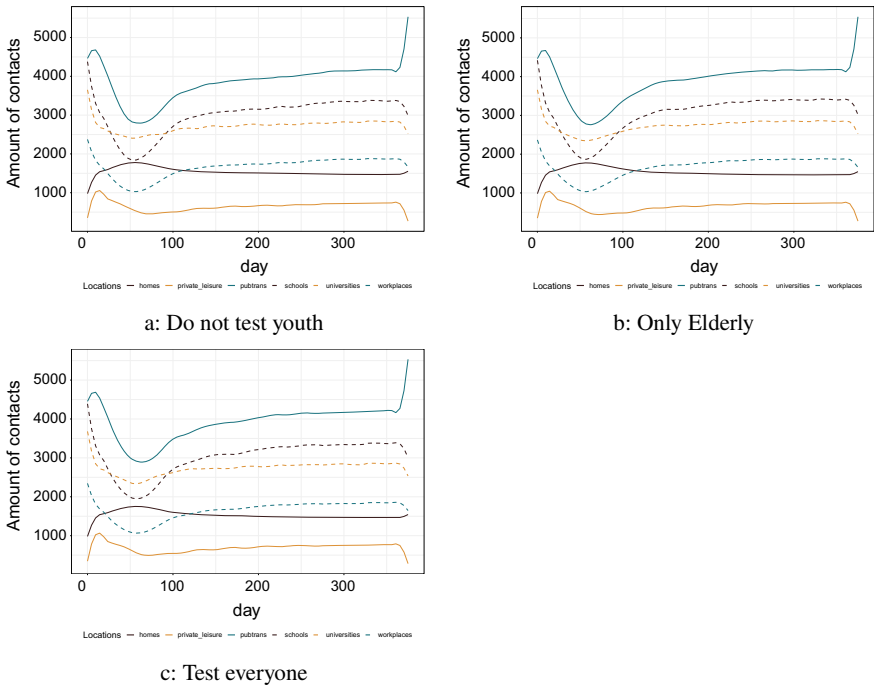 Amount of contacts
5000
4000
3000
2000
1000
0 100 200 300
day
Locations homes private_leisure pubtrans schools universities workplaces
a: Do not test youth
Amount of contacts
5000
4000
3000
2000
1000
0 100 200 300
day
Locations homes private_leisure pubtrans schools universities workplaces
b: Only Elderly
Amount of contacts
5000
4000
3000
2000
1000
0 100 200 300
day
Locations homes private_leisure pubtrans schools universities workplaces
c: Test everyone